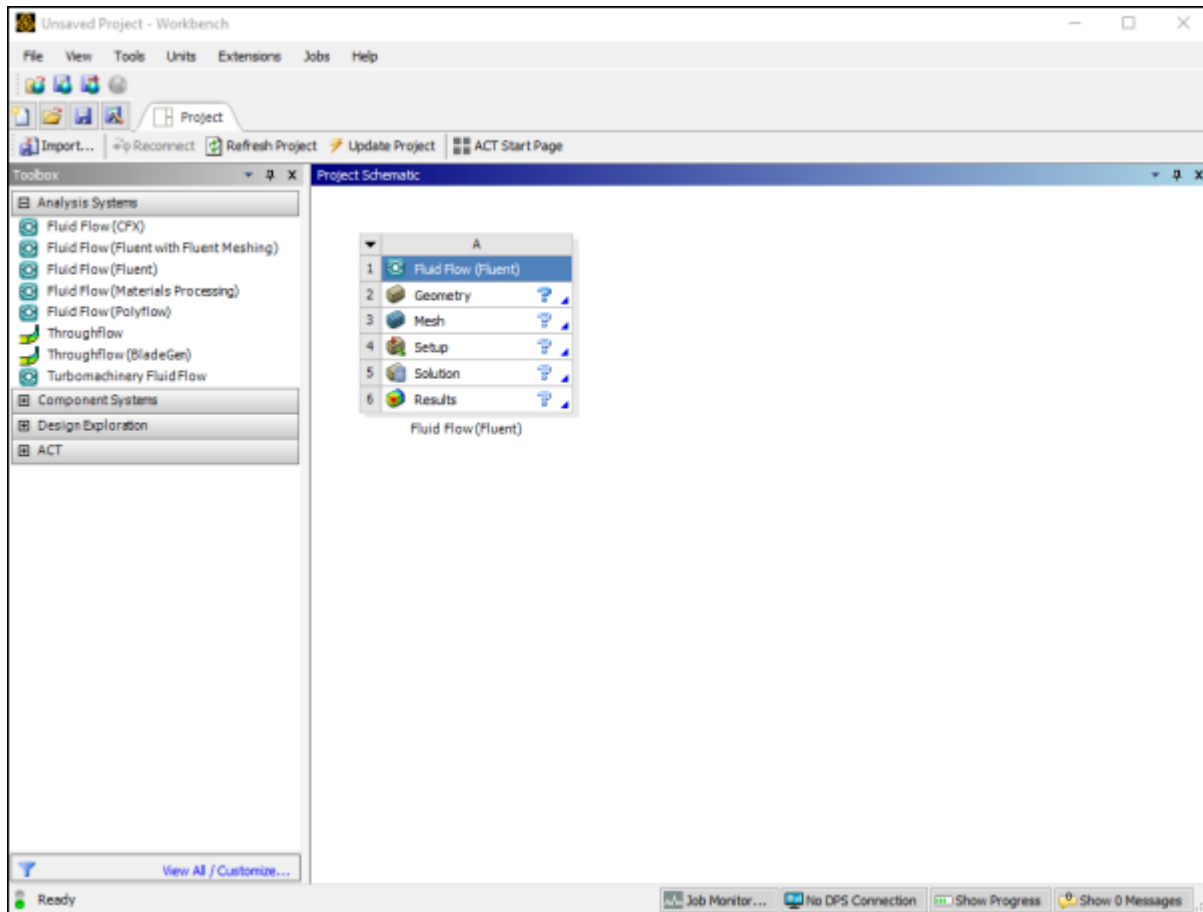 Unsaved Project - Workbench
File View Tools Units Extensions Jobs Help
Project
Import... Reconnect Refresh Project Update Project ACT Start Page
Toolbox
Project Schematic
Analysis Systems
Fluid Flow (CFX)
Fluid Flow (Fluent with Fluent Meshing)
Fluid Flow (Fluent)
Fluid Flow (Materials Processing)
Fluid Flow (Polyflow)
Throughflow
Throughflow (BladeGen)
Turbomachinery Fluid Flow
Component Systems
Design Exploration
ACT
A
1 Fluid Flow (Fluent)
2 Geometry ?
3 Mesh ?
4 Setup ?
5 Solution ?
6 Results ?
Fluid Flow (Fluent)
View All / Customize...
Ready
Job Monitor... No DPS Connection Show Progress Show 0 Messages